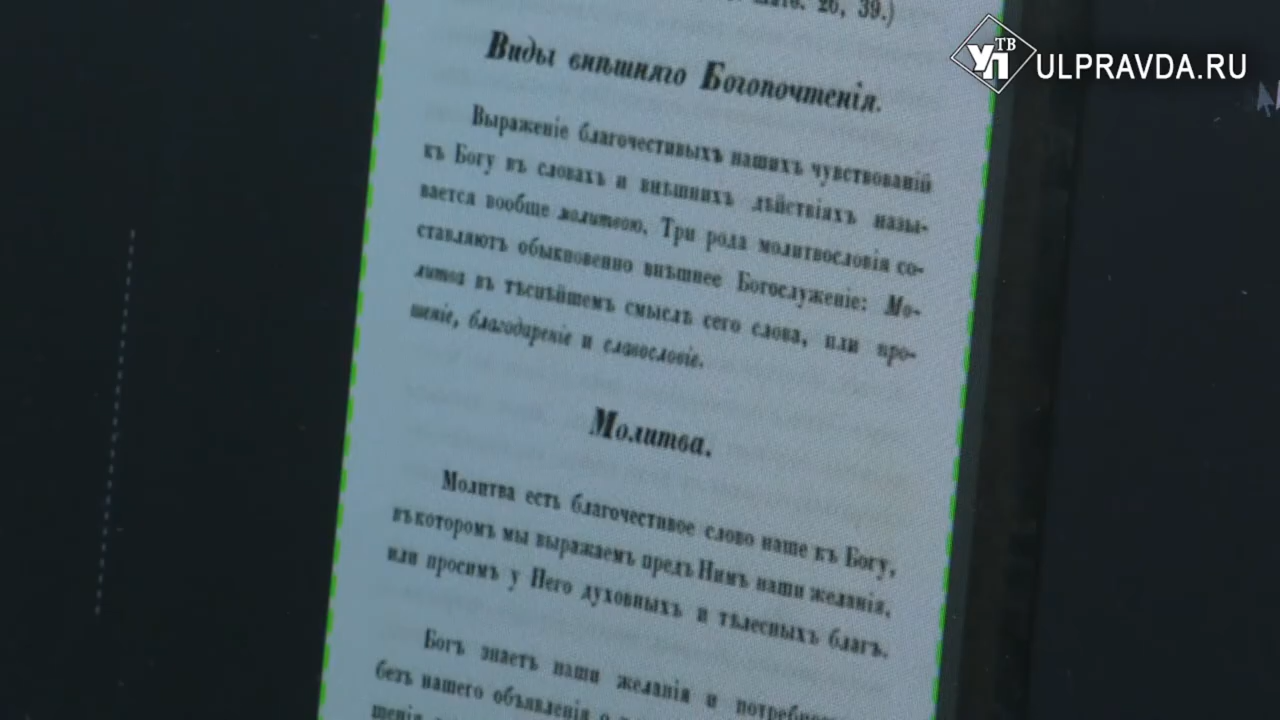 26, 39.)
Виды внѣшняго Богопочтенія.
Выраженіе благочестивыхъ нашихъ чувствованій
къ Богу въ словахъ и внѣшнихъ дѣйствіяхъ назы-
вается вообще молитвою. Три рода молитвословія со-
ставляютъ обыкновенно внѣшнее Богослуженіе: Мо-
литва въ тѣснѣйшемъ смыслѣ сего слова, или про-
шеніе, благодареніе и славословіе.
Молитва.
Молитва есть благочестивое слово наше къ Богу,
въ которомъ мы выражаемъ предъ Нимъ наши желанія,
или просимъ у Него духовныхъ и тѣлесныхъ благъ.
Богъ знаетъ наши желанія и потребнос
безъ нашего объявленія о
УП ТВ ULPRAVDA.RU